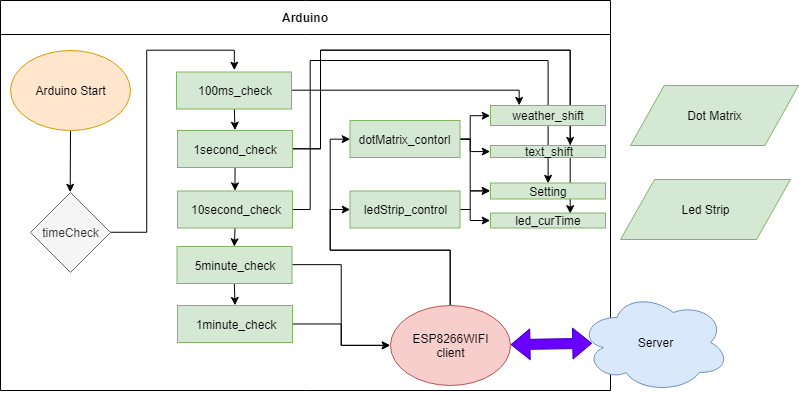 Arduino
Arduino Start
timeCheck
100ms_check
1second_check
10second_check
5minute_check
1minute_check
dotMatrix_contorl
ledStrip_control
weather_shift
text_shift
Setting
led_curTime
ESP8266WIFI
client
Server
Dot Matrix
Led Strip